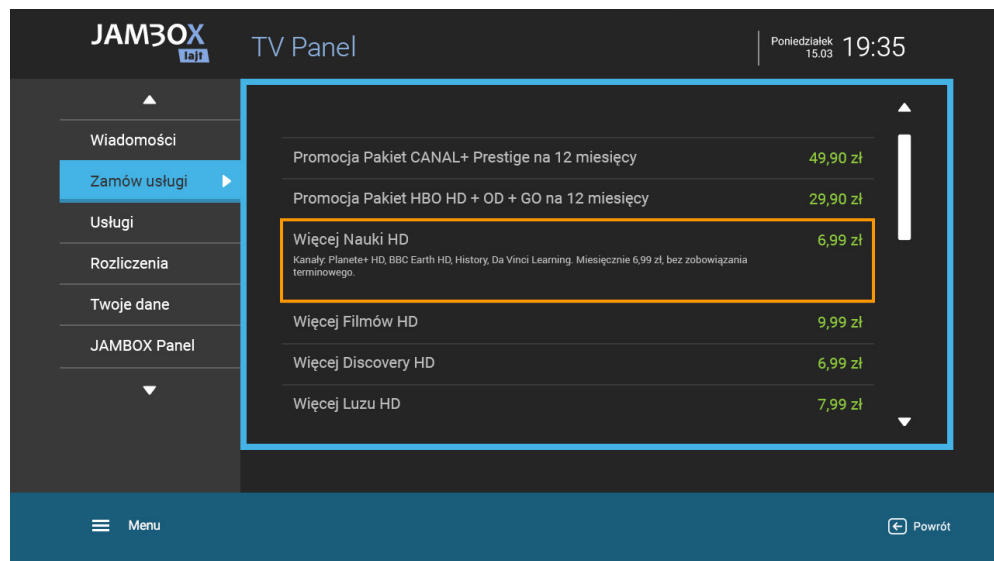 JAMBOX
lajt
TV Panel
Poniedziałek
15.03
19:35
Wiadomości
Zamów usługi
Usługi
Rozliczenia
Twoje dane
JAMBOX Panel
Promocja Pakiet CANAL+ Prestige na 12 miesięcy 49,90 zł
Promocja Pakiet HBO HD + OD + GO na 12 miesięcy 29,90 zł
Więcej Nauki HD 6,99 zł
Kanały: Planete+ HD, BBC Earth HD, History, Da Vinci Learning. Miesięcznie 6,99 zł, bez zobowiązania
terminowego.
Więcej Filmów HD 9,99 zł
Więcej Discovery HD 6,99 zł
Więcej Luzu HD 7,99 zł
Menu
Powrót